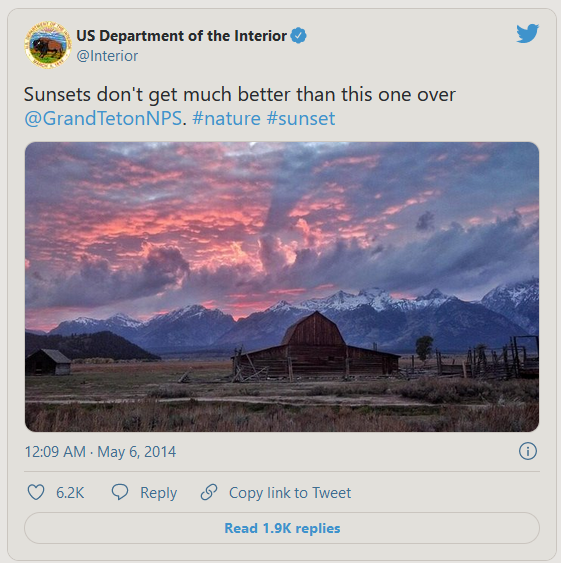 US Department of the Interior
@Interior
Sunsets don't get much better than this one over
@GrandTetonNPS. #nature #sunset
12:09 AM · May 6, 2014
6.2K Reply Copy link to Tweet
Read 1.9K replies